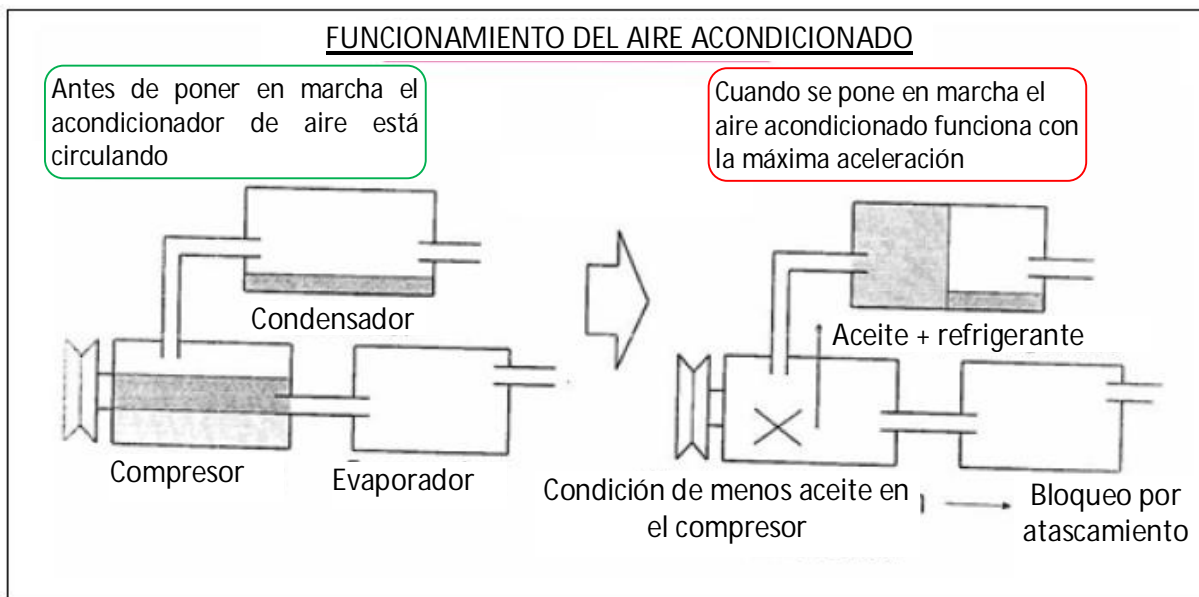 FUNCIONAMIENTO DEL AIRE ACONDICIONADO
Antes de poner en marcha el
acondicionador de aire está
circulando
Cuando se pone en marcha el
aire acondicionado funciona con
la máxima aceleración
Condensador
Compresor
Evaporador
Aceite + refrigerante
Condición de menos aceite en
el compresor
Bloqueo por
atascamiento